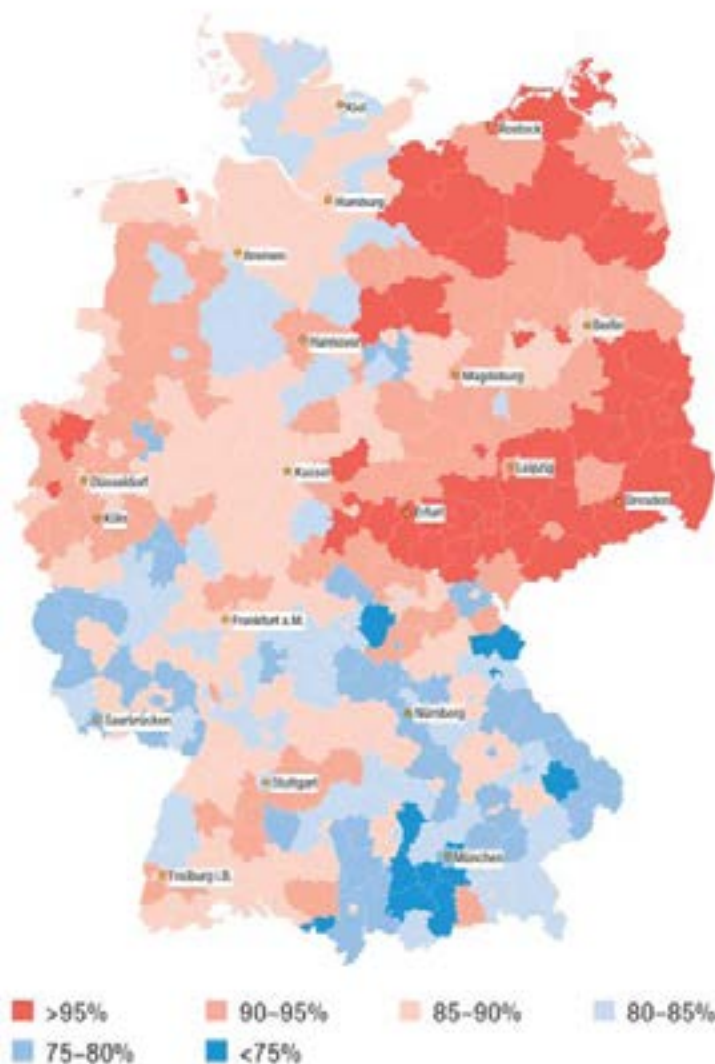 Kiel
Rostock
Hamburg
Bremen
Berlin
Hannover
Magdeburg
Kassel
Leipzig
Düsseldorf
Dresden
Erfurt
Köln
Frankfurt a.M.
Nürnberg
Saarbrücken
Stuttgart
München
Freiburg i.B.
>95% 90–95% 85–90% 80–85%
75–80% <75%